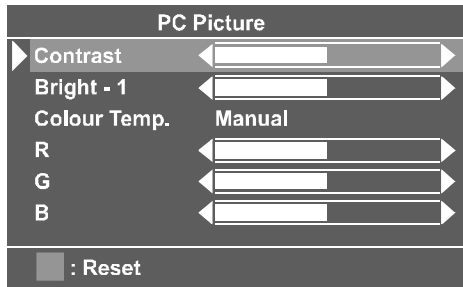 PC Picture
Contrast
Bright - 1
Colour Temp. Manual
R
G
B
: Reset